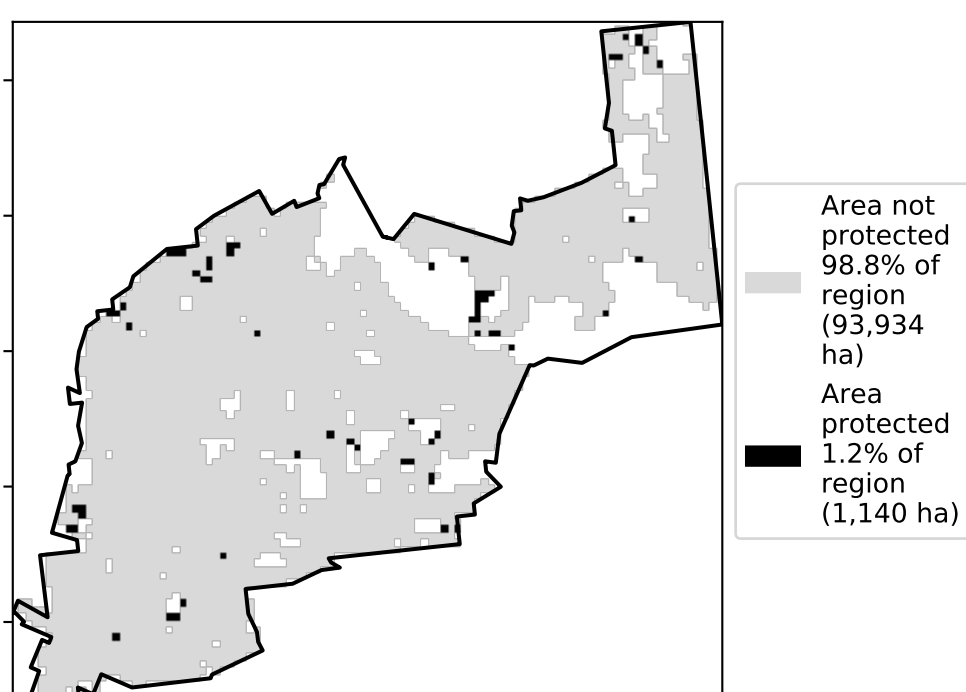 Area not
protected
98.8% of
region
(93,934
ha)
Area
protected
1.2% of
region
(1,140 ha)